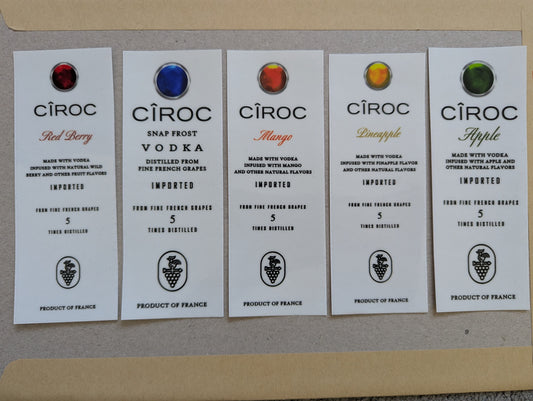 CÎROC
Red Berry
MADE WITH VODKA
INFUSED WITH NATURAL WILD
BERRY AND OTHER FRUIT FLAVORS
IMPORTED
FROM FINE FRENCH GRAPES
5
TIMES DISTILLED
PRODUCT OF FRANCE
CÎROC
SNAP FROST
VODKA
DISTILLED FROM
FINE FRENCH GRAPES
IMPORTED
FROM FINE FRENCH GRAPES
5
TIMES DISTILLED
PRODUCT OF FRANCE
CÎROC
Mango
MADE WITH VODKA
INFUSED WITH MANGO
AND OTHER NATURAL FLAVORS
IMPORTED
FROM FINE FRENCH GRAPES
5
TIMES DISTILLED
PRODUCT OF FRANCE
CÎROC
Pineapple
MADE WITH VODKA
INFUSED WITH PINEAPPLE FLAVOR
AND OTHER NATURAL FLAVORS
IMPORTED
FROM FINE FRENCH GRAPES
5
TIMES DISTILLED
PRODUCT OF FRANCE
CÎROC
Apple
MADE WITH VODKA
INFUSED WITH APPLE AND
OTHER NATURAL FLAVORS
IMPORTED
FROM FINE FRENCH GRAPES
5
TIMES DISTILLED
PRODUCT OF FRANCE